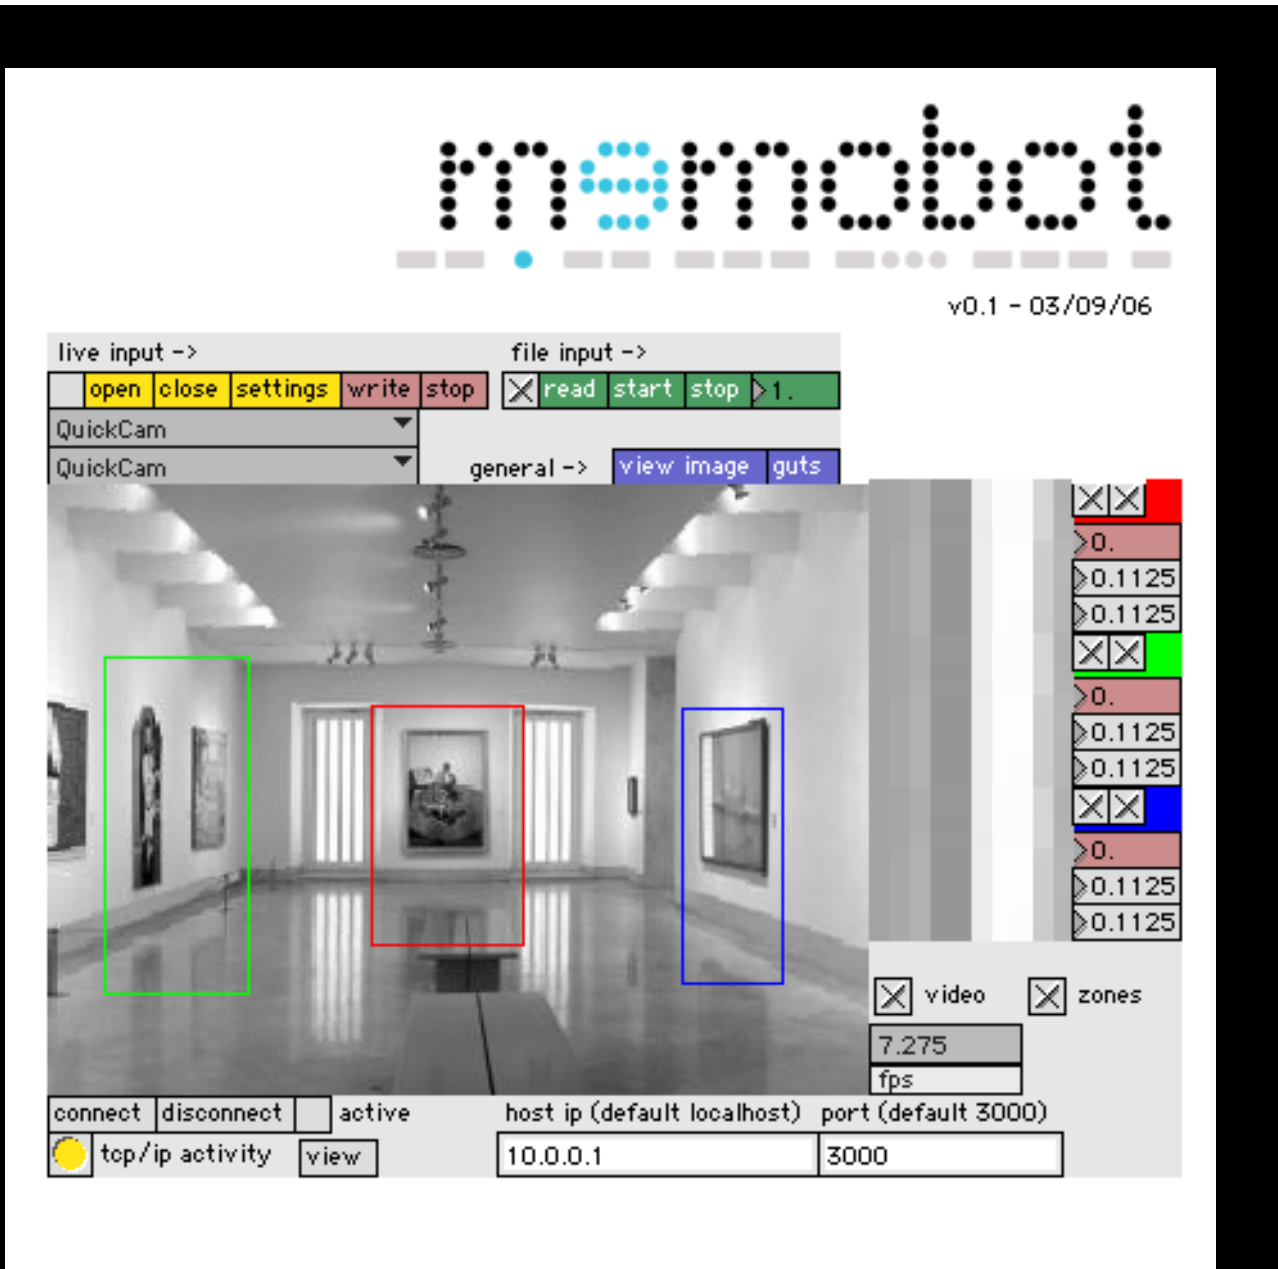 memobot
v0.1 - 03/09/06
live input -> file input ->
open close settings write stop read start stop 1.
QuickCam
QuickCam general -> view image guts
0.
0.1125
0.1125
0.
0.1125
0.1125
0.
0.1125
0.1125
video zones
7.275
fps
connect disconnect active host ip (default localhost) port (default 3000)
tcp/ip activity view 10.0.0.1 3000